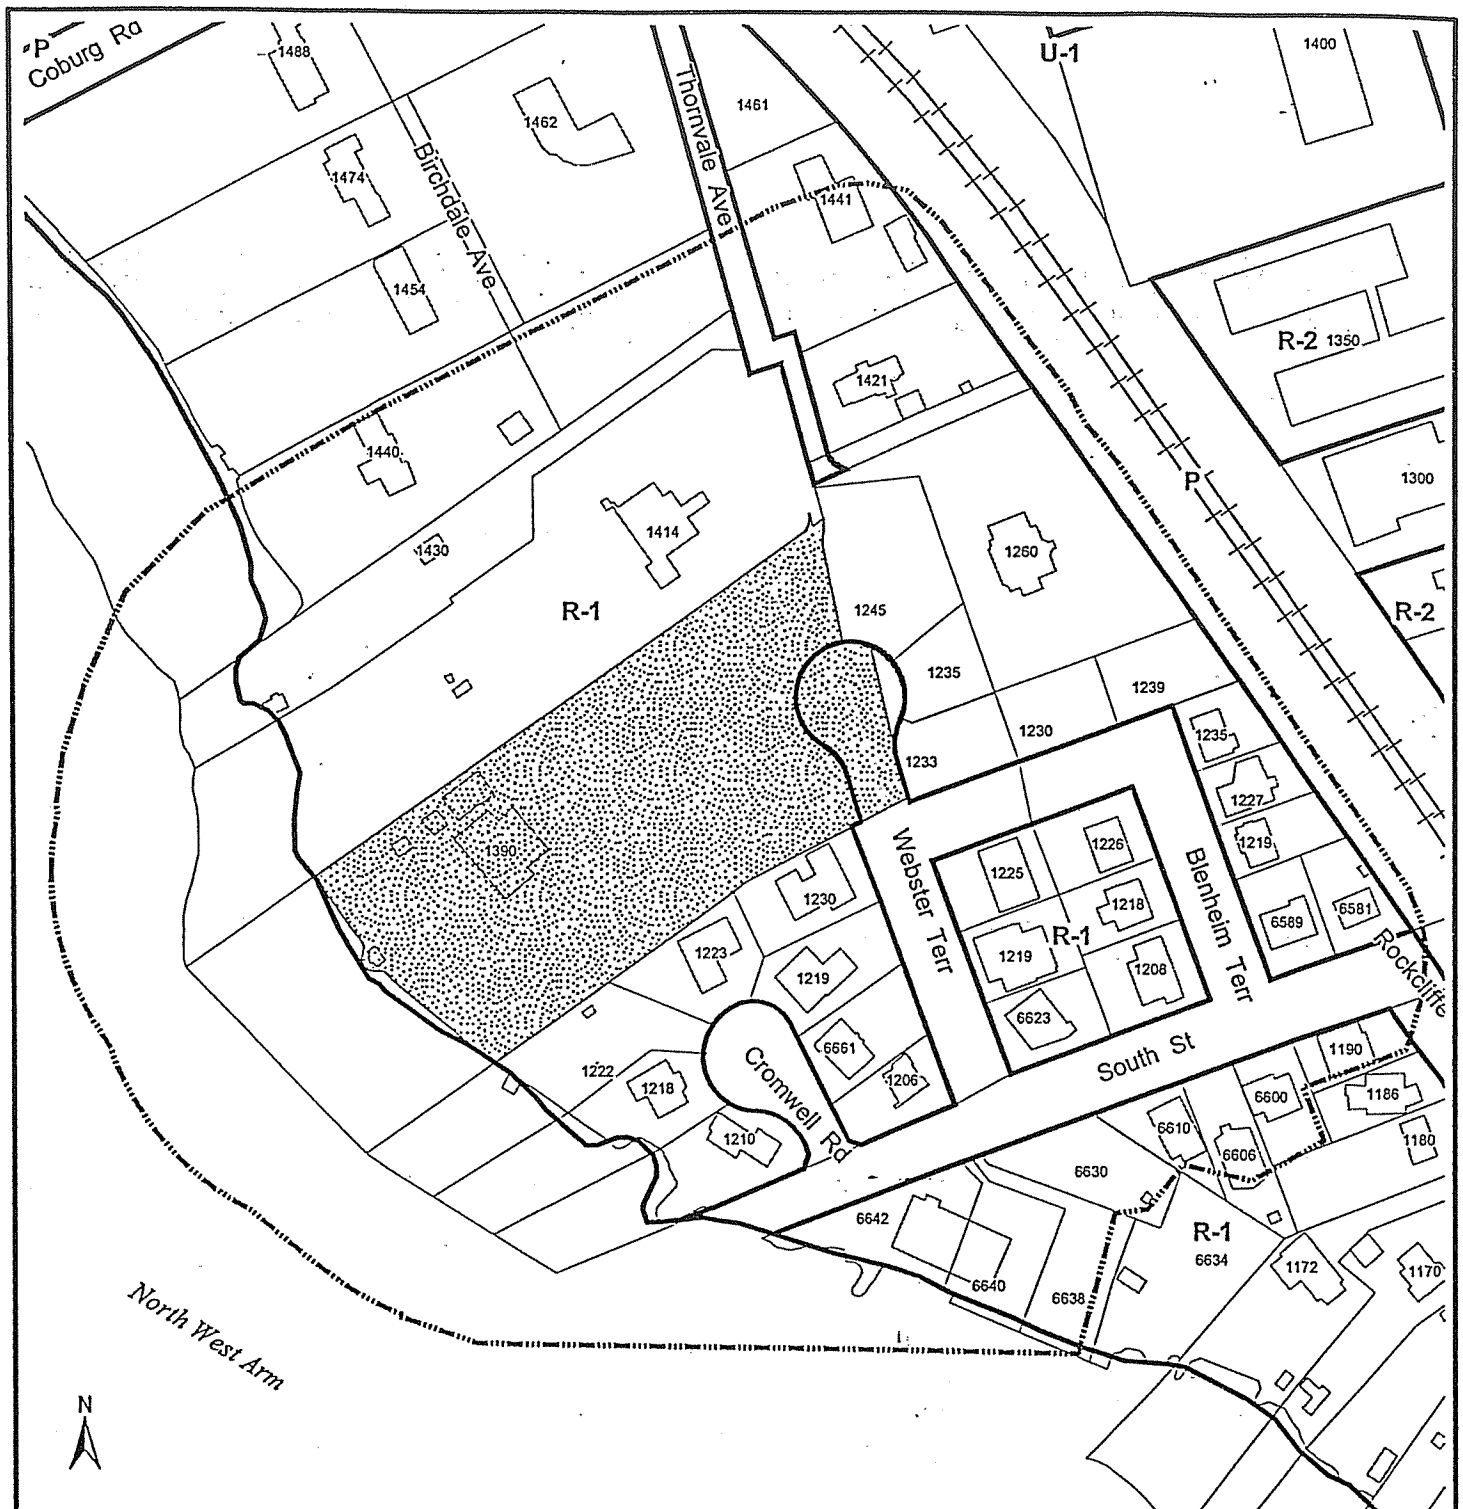 P
Coburg Rd
1488
U-1
1400
Thornvale Ave
1461
1462
Birchdale Ave
1474
1441
1454
R-2 1350
1421
1440
P
1300
1414
1430
1260
R-1
1245
R-2
1235
1239
1230
1235
1233
1227
1390
Webster Terr
1225
1226
Blenheim Terr
1219
1230
1218
6589
6581
1223
R-1
Rockcliffe
1219
1219
1208
6623
6661
Cromwell Rd
South St
1190
1222
1218
1206
6600
1186
1210
6610
6606
1180
6630
6642
R-1
6634
1172
1170
6640
6638
North West Arm
N